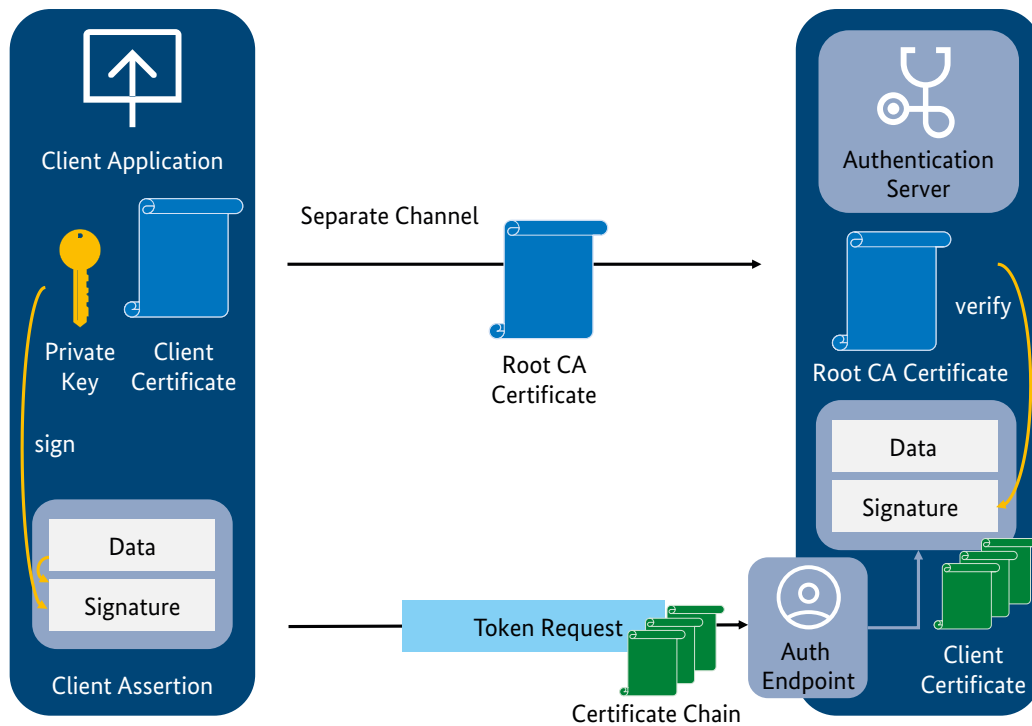 Client Application
Private
Key
Client
Certificate
sign
Data
Signature
Client Assertion
Separate Channel
Root CA
Certificate
Token Request
Certificate Chain
Auth
Endpoint
Authentication
Server
verify
Root CA Certificate
Data
Signature
Client
Certificate